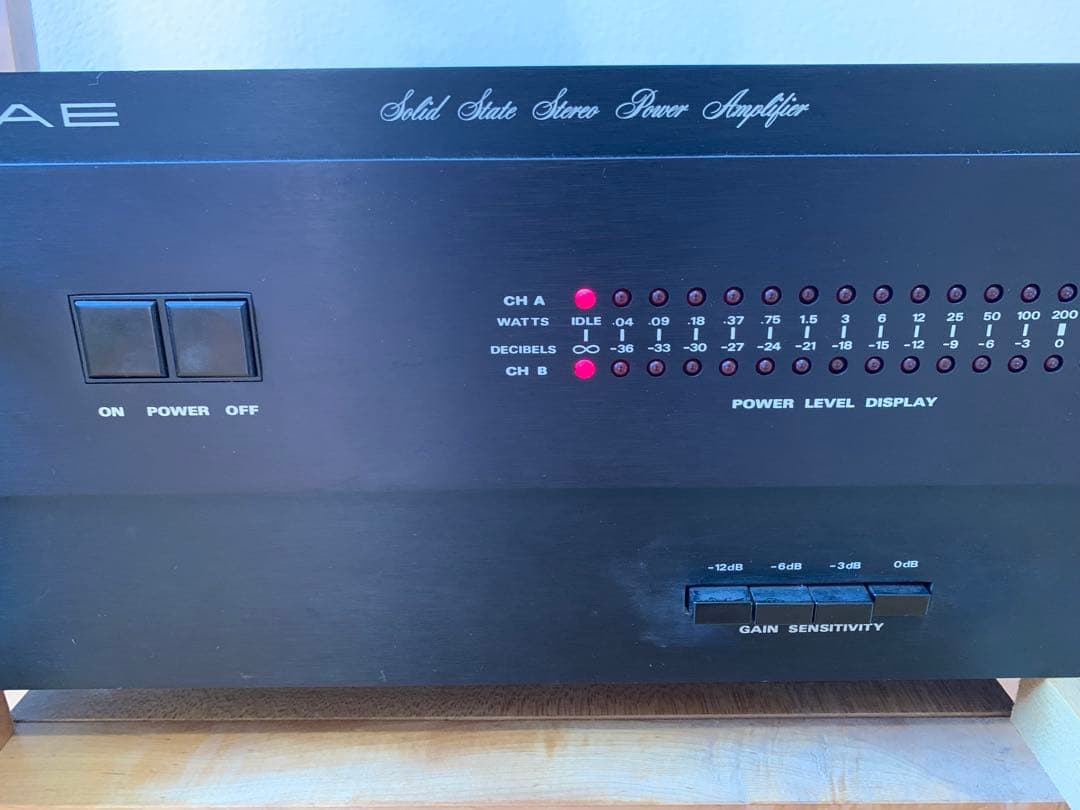 AE
Solid State Stereo Power Amplifier
CH A
WATTS IDLE .04 .09 .18 .37 .75 1.5 3 6 12 25 50 100 200
DECIBELS ∞ -36 -33 -30 -27 -24 -21 -18 -15 -12 -9 -6 -3 0
CH B
POWER LEVEL DISPLAY
ON POWER OFF
-12dB -6dB -3dB 0dB
GAIN SENSITIVITY